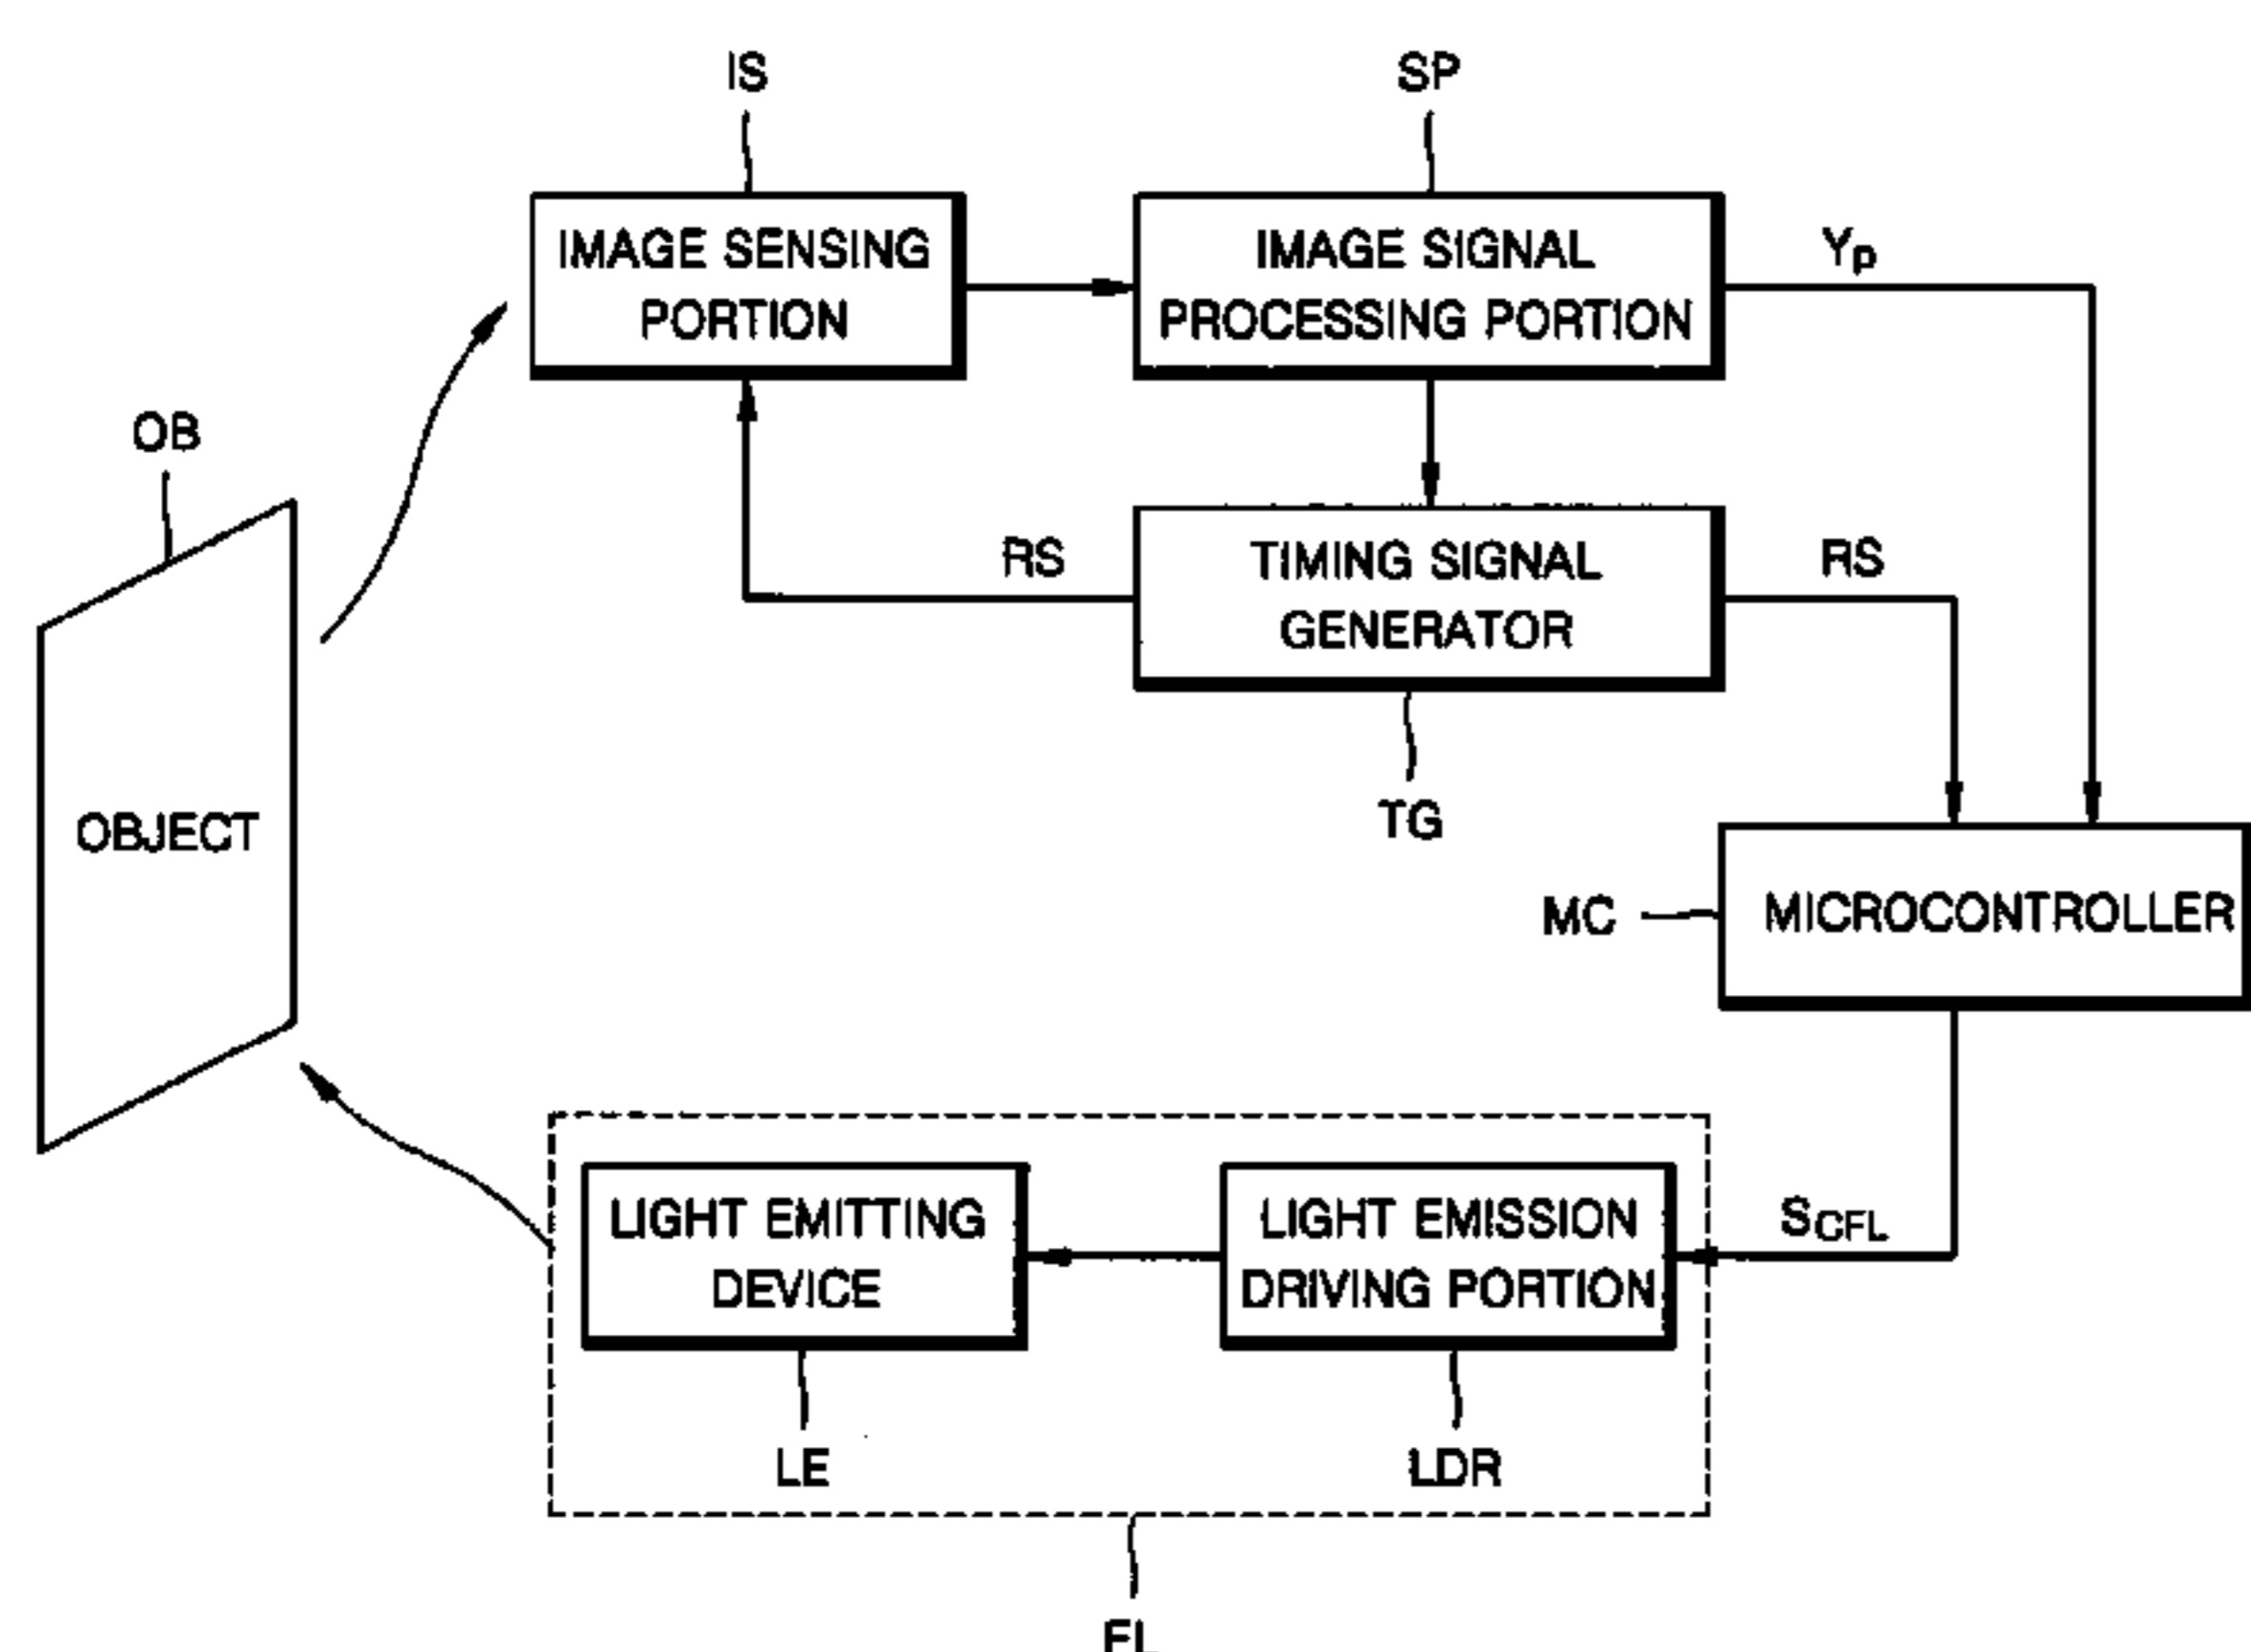 IS
SP
IMAGE SENSING
PORTION
IMAGE SIGNAL
PROCESSING PORTION
Yp
OB
RS
TIMING SIGNAL
GENERATOR
RS
TG
OBJECT
MC
MICROCONTROLLER
LIGHT EMITTING
DEVICE
LIGHT EMISSION
DRIVING PORTION
SCFL
LE
LDR